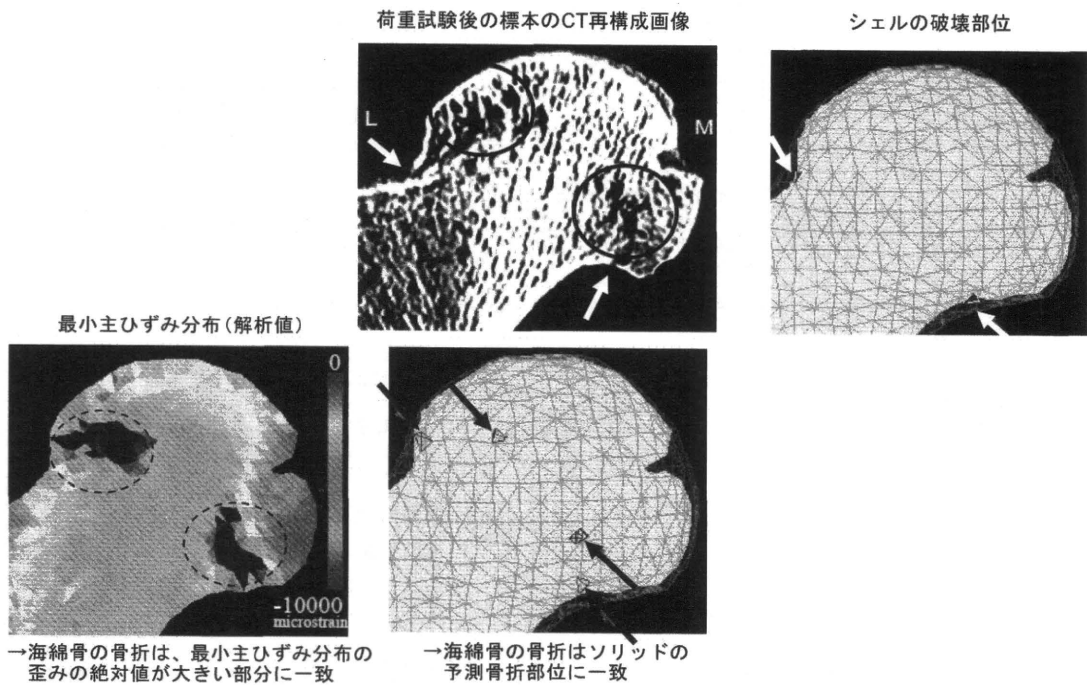 荷重試験後の標本のCT再構成画像
シェルの破壊部位
L
M
最小主ひずみ分布(解析値)
0
-10000
microstrain
→海綿骨の骨折は、最小主ひずみ分布の
歪みの絶対値が大きい部分に一致
→海綿骨の骨折はソリッドの
予測骨折部位に一致